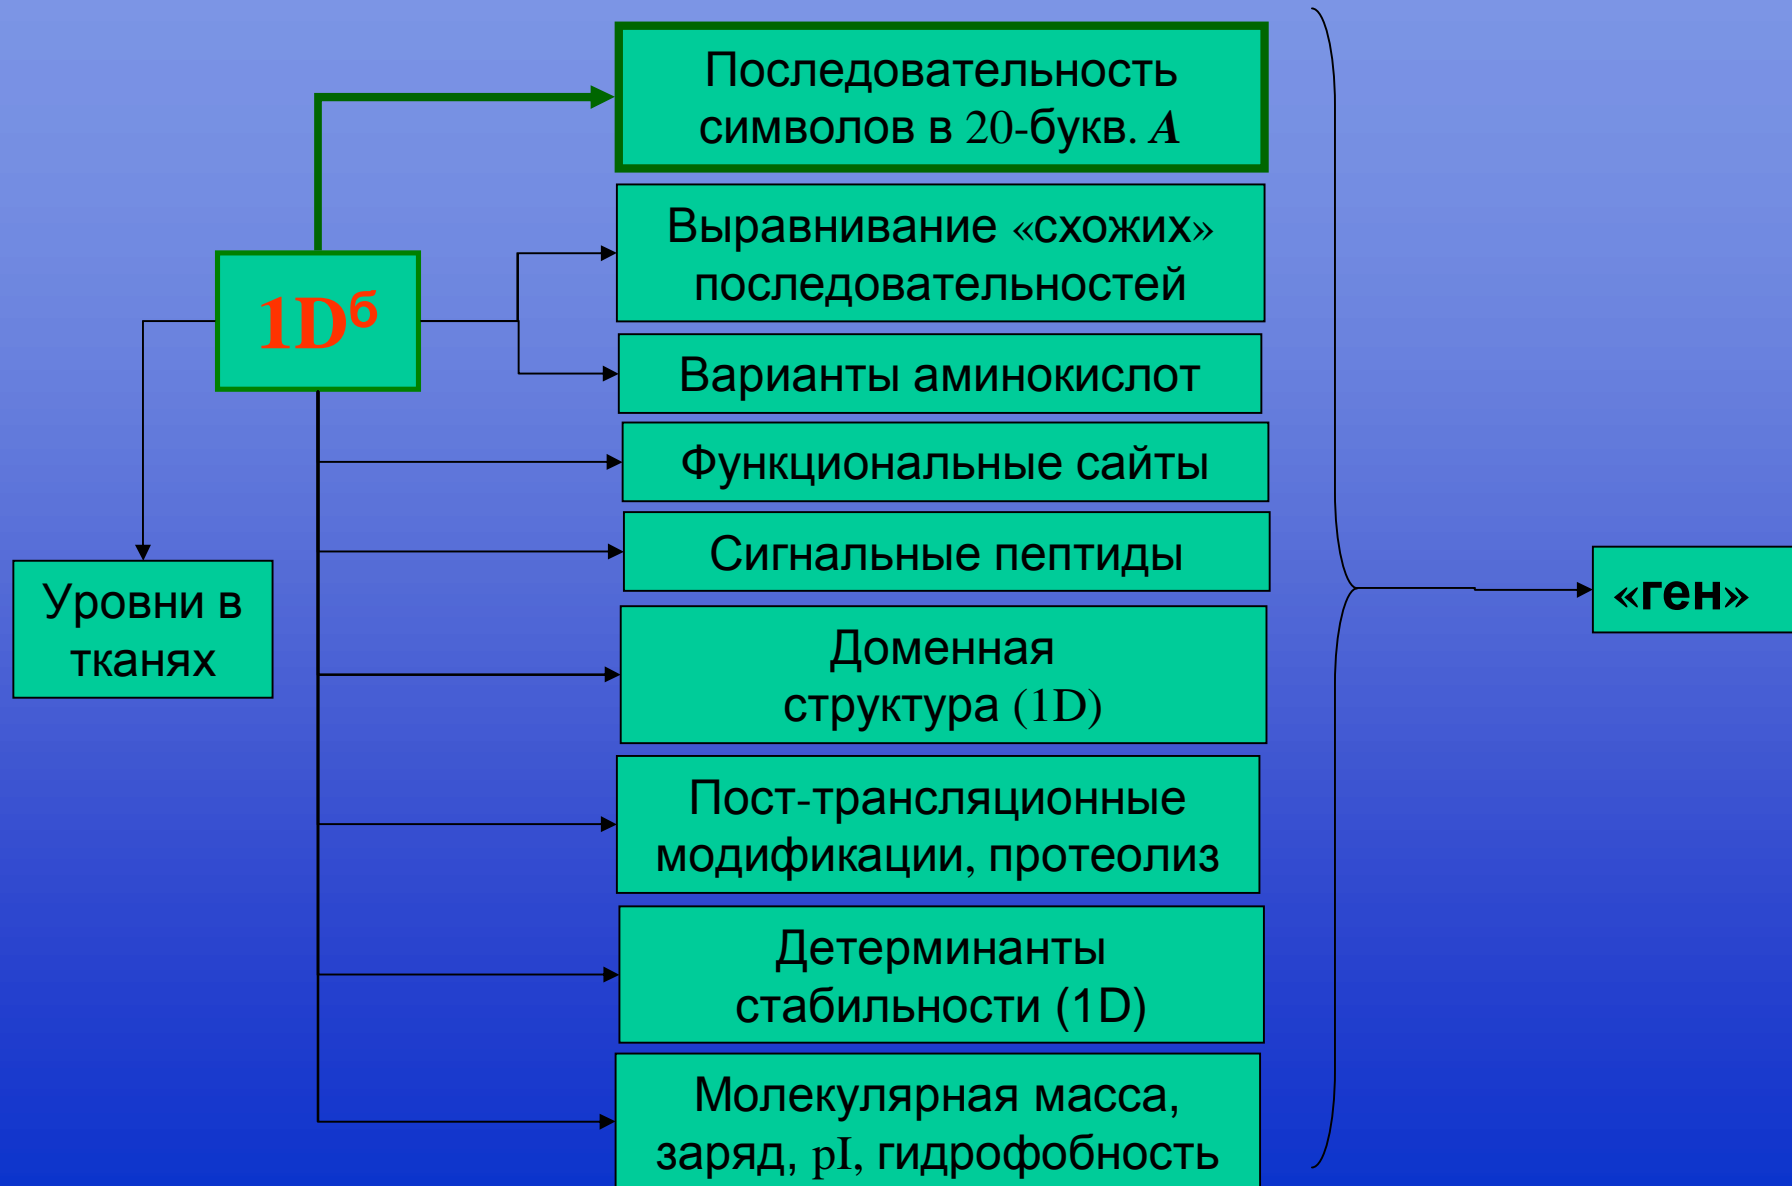 Последовательность
символов в 20-букв. A
Выравнивание «схожих»
последовательностей
1Dб
Варианты аминокислот
Функциональные сайты
Сигнальные пептиды
Уровни в
тканях
«ген»
Доменная
структура (1D)
Пост-трансляционные
модификации, протеолиз
Детерминанты
стабильности (1D)
Молекулярная масса,
заряд, pI, гидрофобность